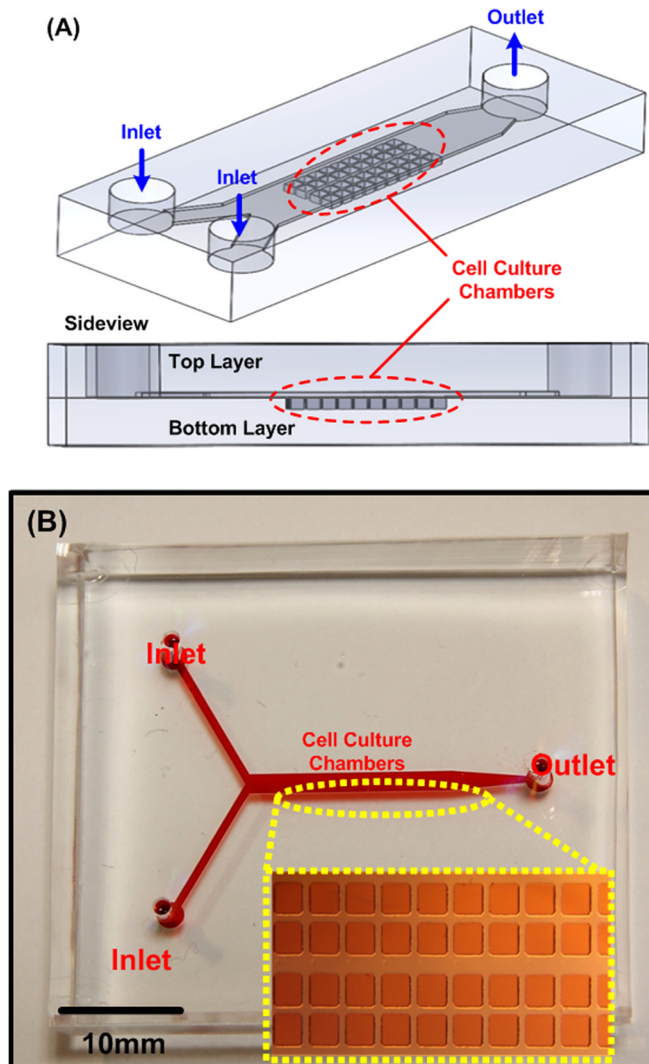 (A)
Outlet
Inlet
Inlet
Cell Culture
Chambers
Sideview
Top Layer
Bottom Layer
(B)
Inlet
Cell Culture
Chambers
Outlet
Inlet
10mm